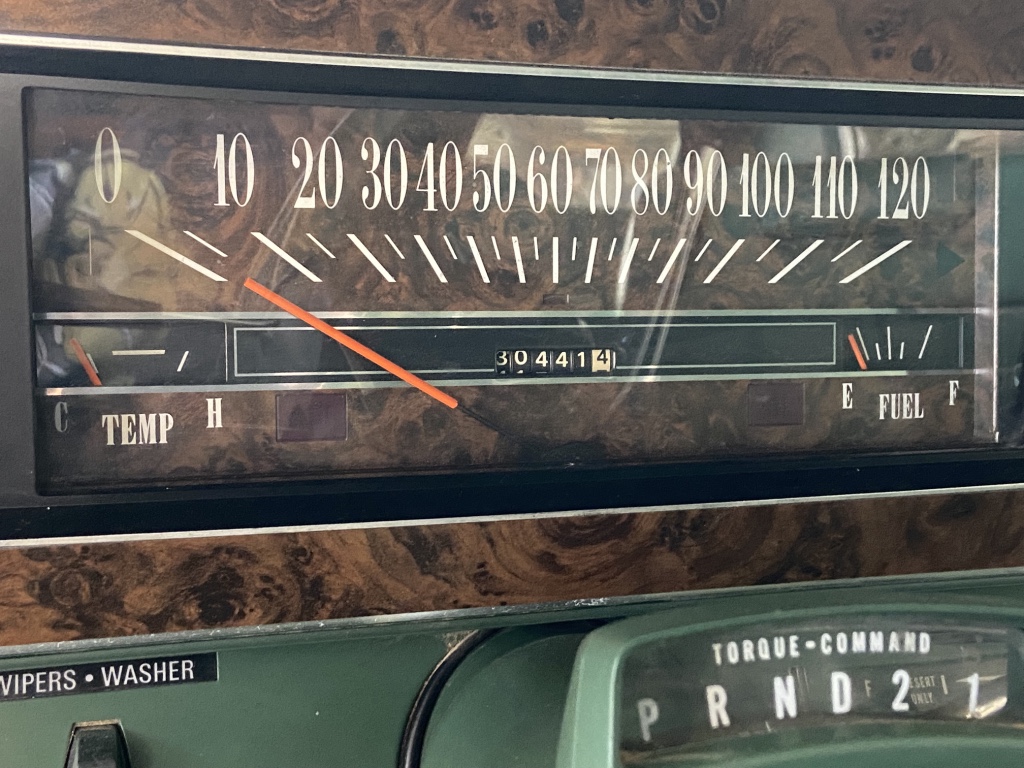 0 10 20 30 40 50 60 70 80 90 100 110 120
304414
C TEMP H
E FUEL F
WIPERS • WASHER
TORQUE-COMMAND
P R N D 2 1